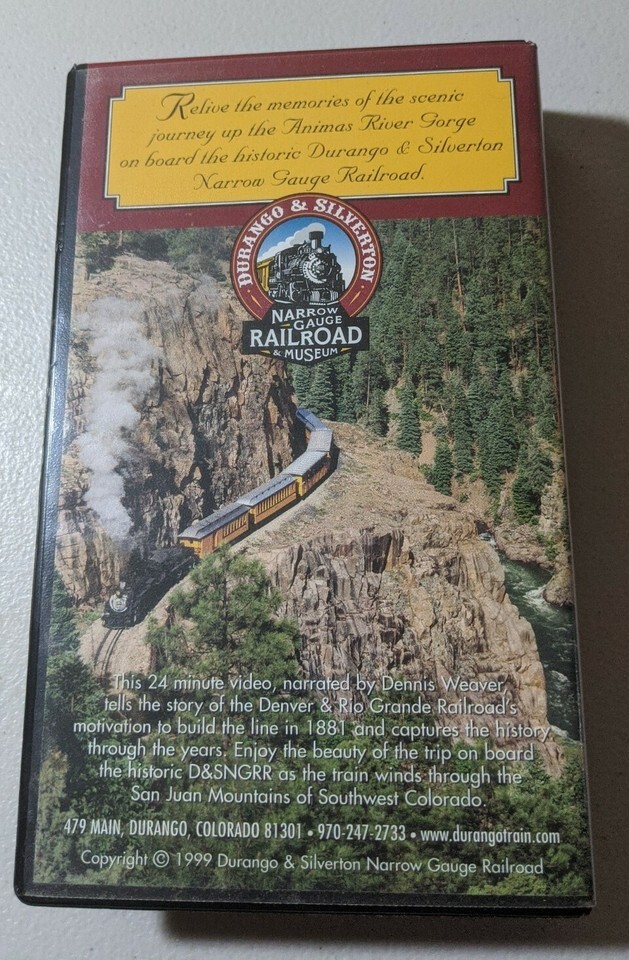 Relive the memories of the scenic
journey up the Animas River Gorge
on board the historic Durango & Silverton
Narrow Gauge Railroad.
DURANGO & SILVERTON
NARROW
GAUGE
RAILROAD
& MUSEUM
This 24 minute video, narrated by Dennis Weaver,
tells the story of the Denver & Rio Grande Railroad's
motivation to build the line in 1881 and captures the history
through the years. Enjoy the beauty of the trip on board
the historic D&SNGRR as the train winds through the
San Juan Mountains of Southwest Colorado.
479 MAIN, DURANGO, COLORADO 81301 • 970-247-2733 • www.durangotrain.com
Copyright © 1999 Durango & Silverton Narrow Gauge Railroad